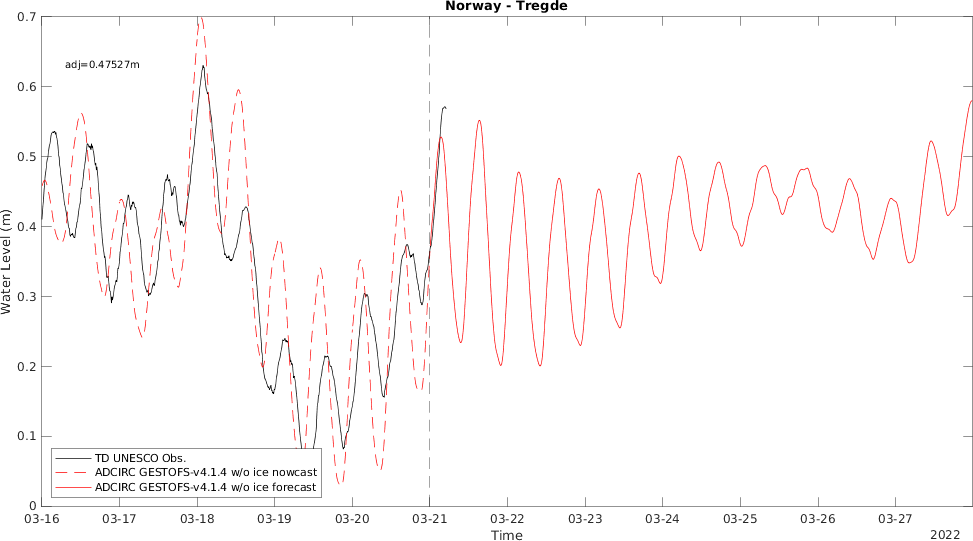 Norway - Tregde
adj=0.47527m
0.7
0.6
0.5
0.4
0.3
0.2
0.1
0
Water Level (m)
TD UNESCO Obs.
ADCIRC GESTOFS-v4.1.4 w/o ice nowcast
ADCIRC GESTOFS-v4.1.4 w/o ice forecast
03-16 03-17 03-18 03-19 03-20 03-21 03-22 03-23 03-24 03-25 03-26 03-27
Time
2022